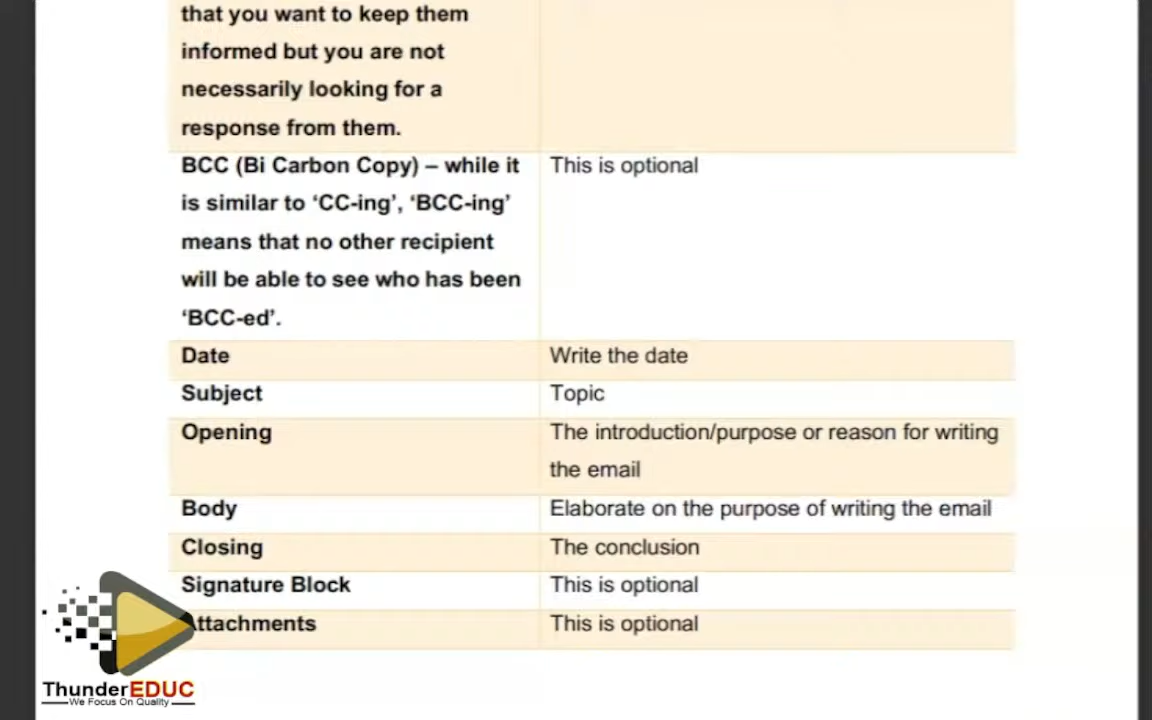 that you want to keep them
informed but you are not
necessarily looking for a
response from them.
BCC (Bi Carbon Copy) – while it
is similar to ‘CC-ing’, ‘BCC-ing’
means that no other recipient
will be able to see who has been
‘BCC-ed’.
This is optional
Date
Write the date
Subject
Topic
Opening
The introduction/purpose or reason for writing
the email
Body
Elaborate on the purpose of writing the email
Closing
The conclusion
Signature Block
This is optional
Attachments
This is optional
ThunderEDUC
We Focus On Quality